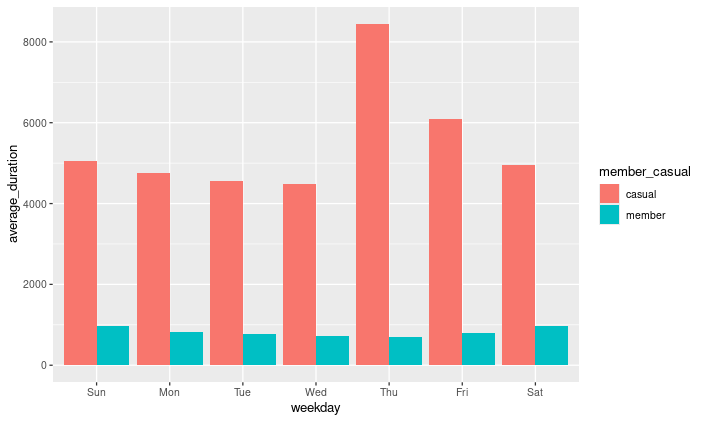 8000
6000
4000
2000
0
average_duration
Sun Mon Tue Wed Thu Fri Sat
weekday
member_casual
casual
member